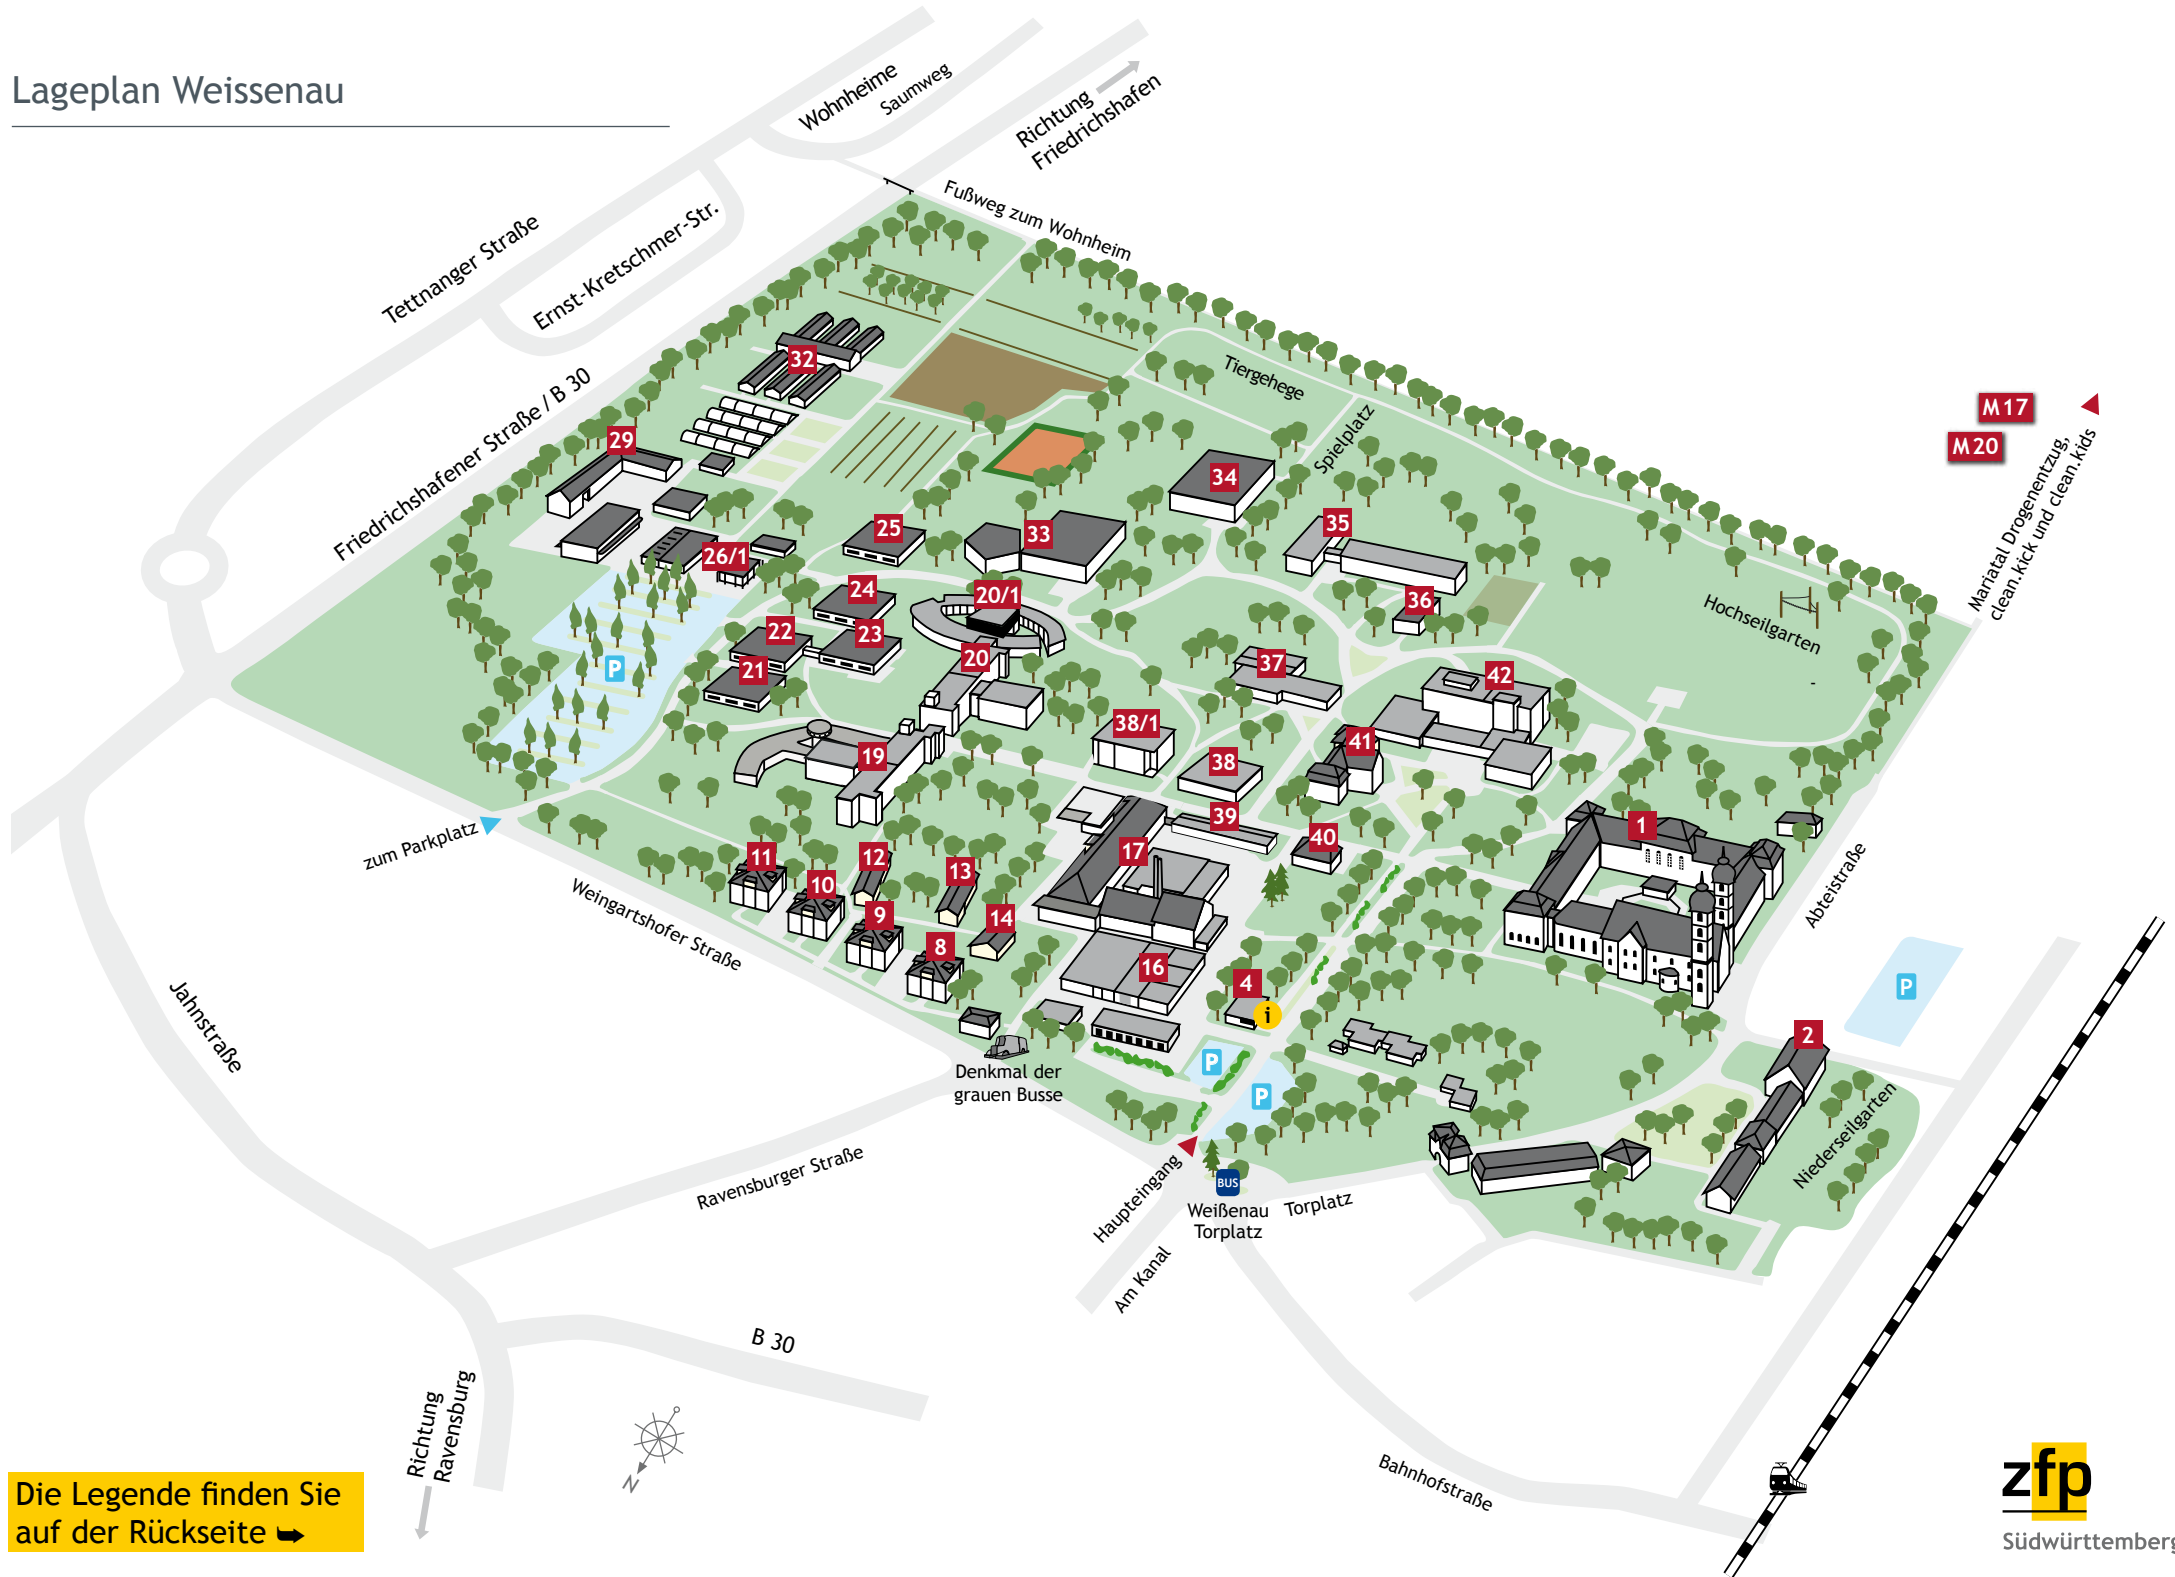 Lageplan Weissenau
Wohnheime
Saumweg
Richtung
Friedrichshafen
Fußweg zum Wohnheim
Tettnanger Straße
Ernst-Kretschmer-Str.
Friedrichshafener Straße / B 30
Tiergehege
Spielplatz
Hochseilgarten
M 17
M 20
Mariatal Drogenentzug,
clean.kick und clean.kids
32
29
34
25
33
35
26/1
24
20/1
36
22
23
20
37
42
21
P
38/1
41
19
38
39
40
1
17
11
12
10
13
9
14
8
16
4
i
P
2
P
P
zum Parkplatz
Weingartshofer Straße
Abteistraße
Jahnstraße
Denkmal der
grauen Busse
Niederseilgarten
Ravensburger Straße
Haupteingang
BUS
Weißenau
Torplatz
Torplatz
Am Kanal
B 30
Richtung
Ravensburg
N
Bahnhofstraße
Die Legende finden Sie
auf der Rückseite
zfp
Südwürttemberg